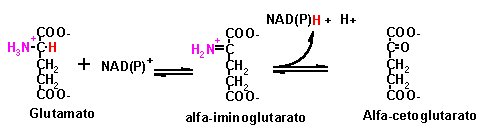 NAD(P)H + H+
COO-
H3N+-C-H
CH2
CH2
COO-
Glutamato
+ NAD(P)+
COO-
H2N+=C
CH2
CH2
COO-
alfa-iminoglutarato
COO-
C=O
CH2
CH2
COO-
Alfa-cetoglutarato